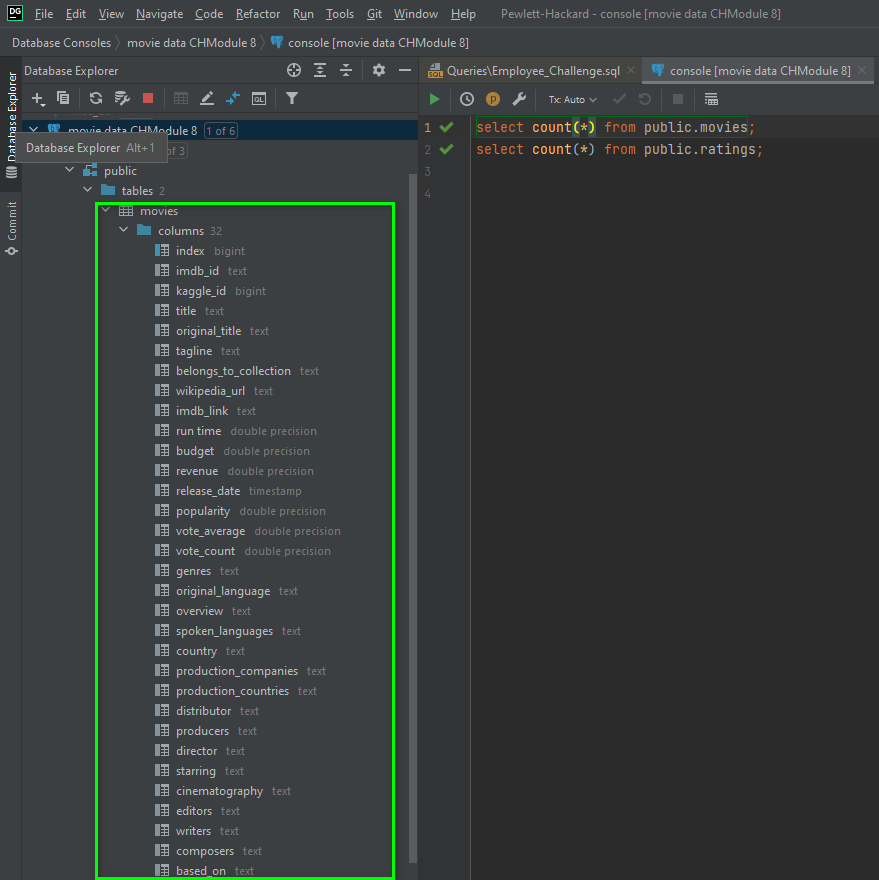 DG File Edit View Navigate Code Refactor Run Tools Git Window Help Pewlett-Hackard - console [movie data CHModule 8]
Database Consoles movie data CHModule 8 console [movie data CHModule 8]
Database Explorer
Database Explorer
Commit
SQL Queries\Employee_Challenge.sql console [movie data CHModule 8]
QL
P Tx: Auto
movie data CHModule 8 1 of 6
Database Explorer Alt+1
of 3
public
tables 2
movies
columns 32
index bigint
imdb_id text
kaggle_id bigint
title text
original_title text
tagline text
belongs_to_collection text
wikipedia_url text
imdb_link text
run time double precision
budget double precision
revenue double precision
release_date timestamp
popularity double precision
vote_average double precision
vote_count double precision
genres text
original_language text
overview text
spoken_languages text
country text
production_companies text
production_countries text
distributor text
producers text
director text
starring text
cinematography text
editors text
writers text
composers text
based_on text
1 select count(*) from public.movies;
2 select count(*) from public.ratings;
3
4